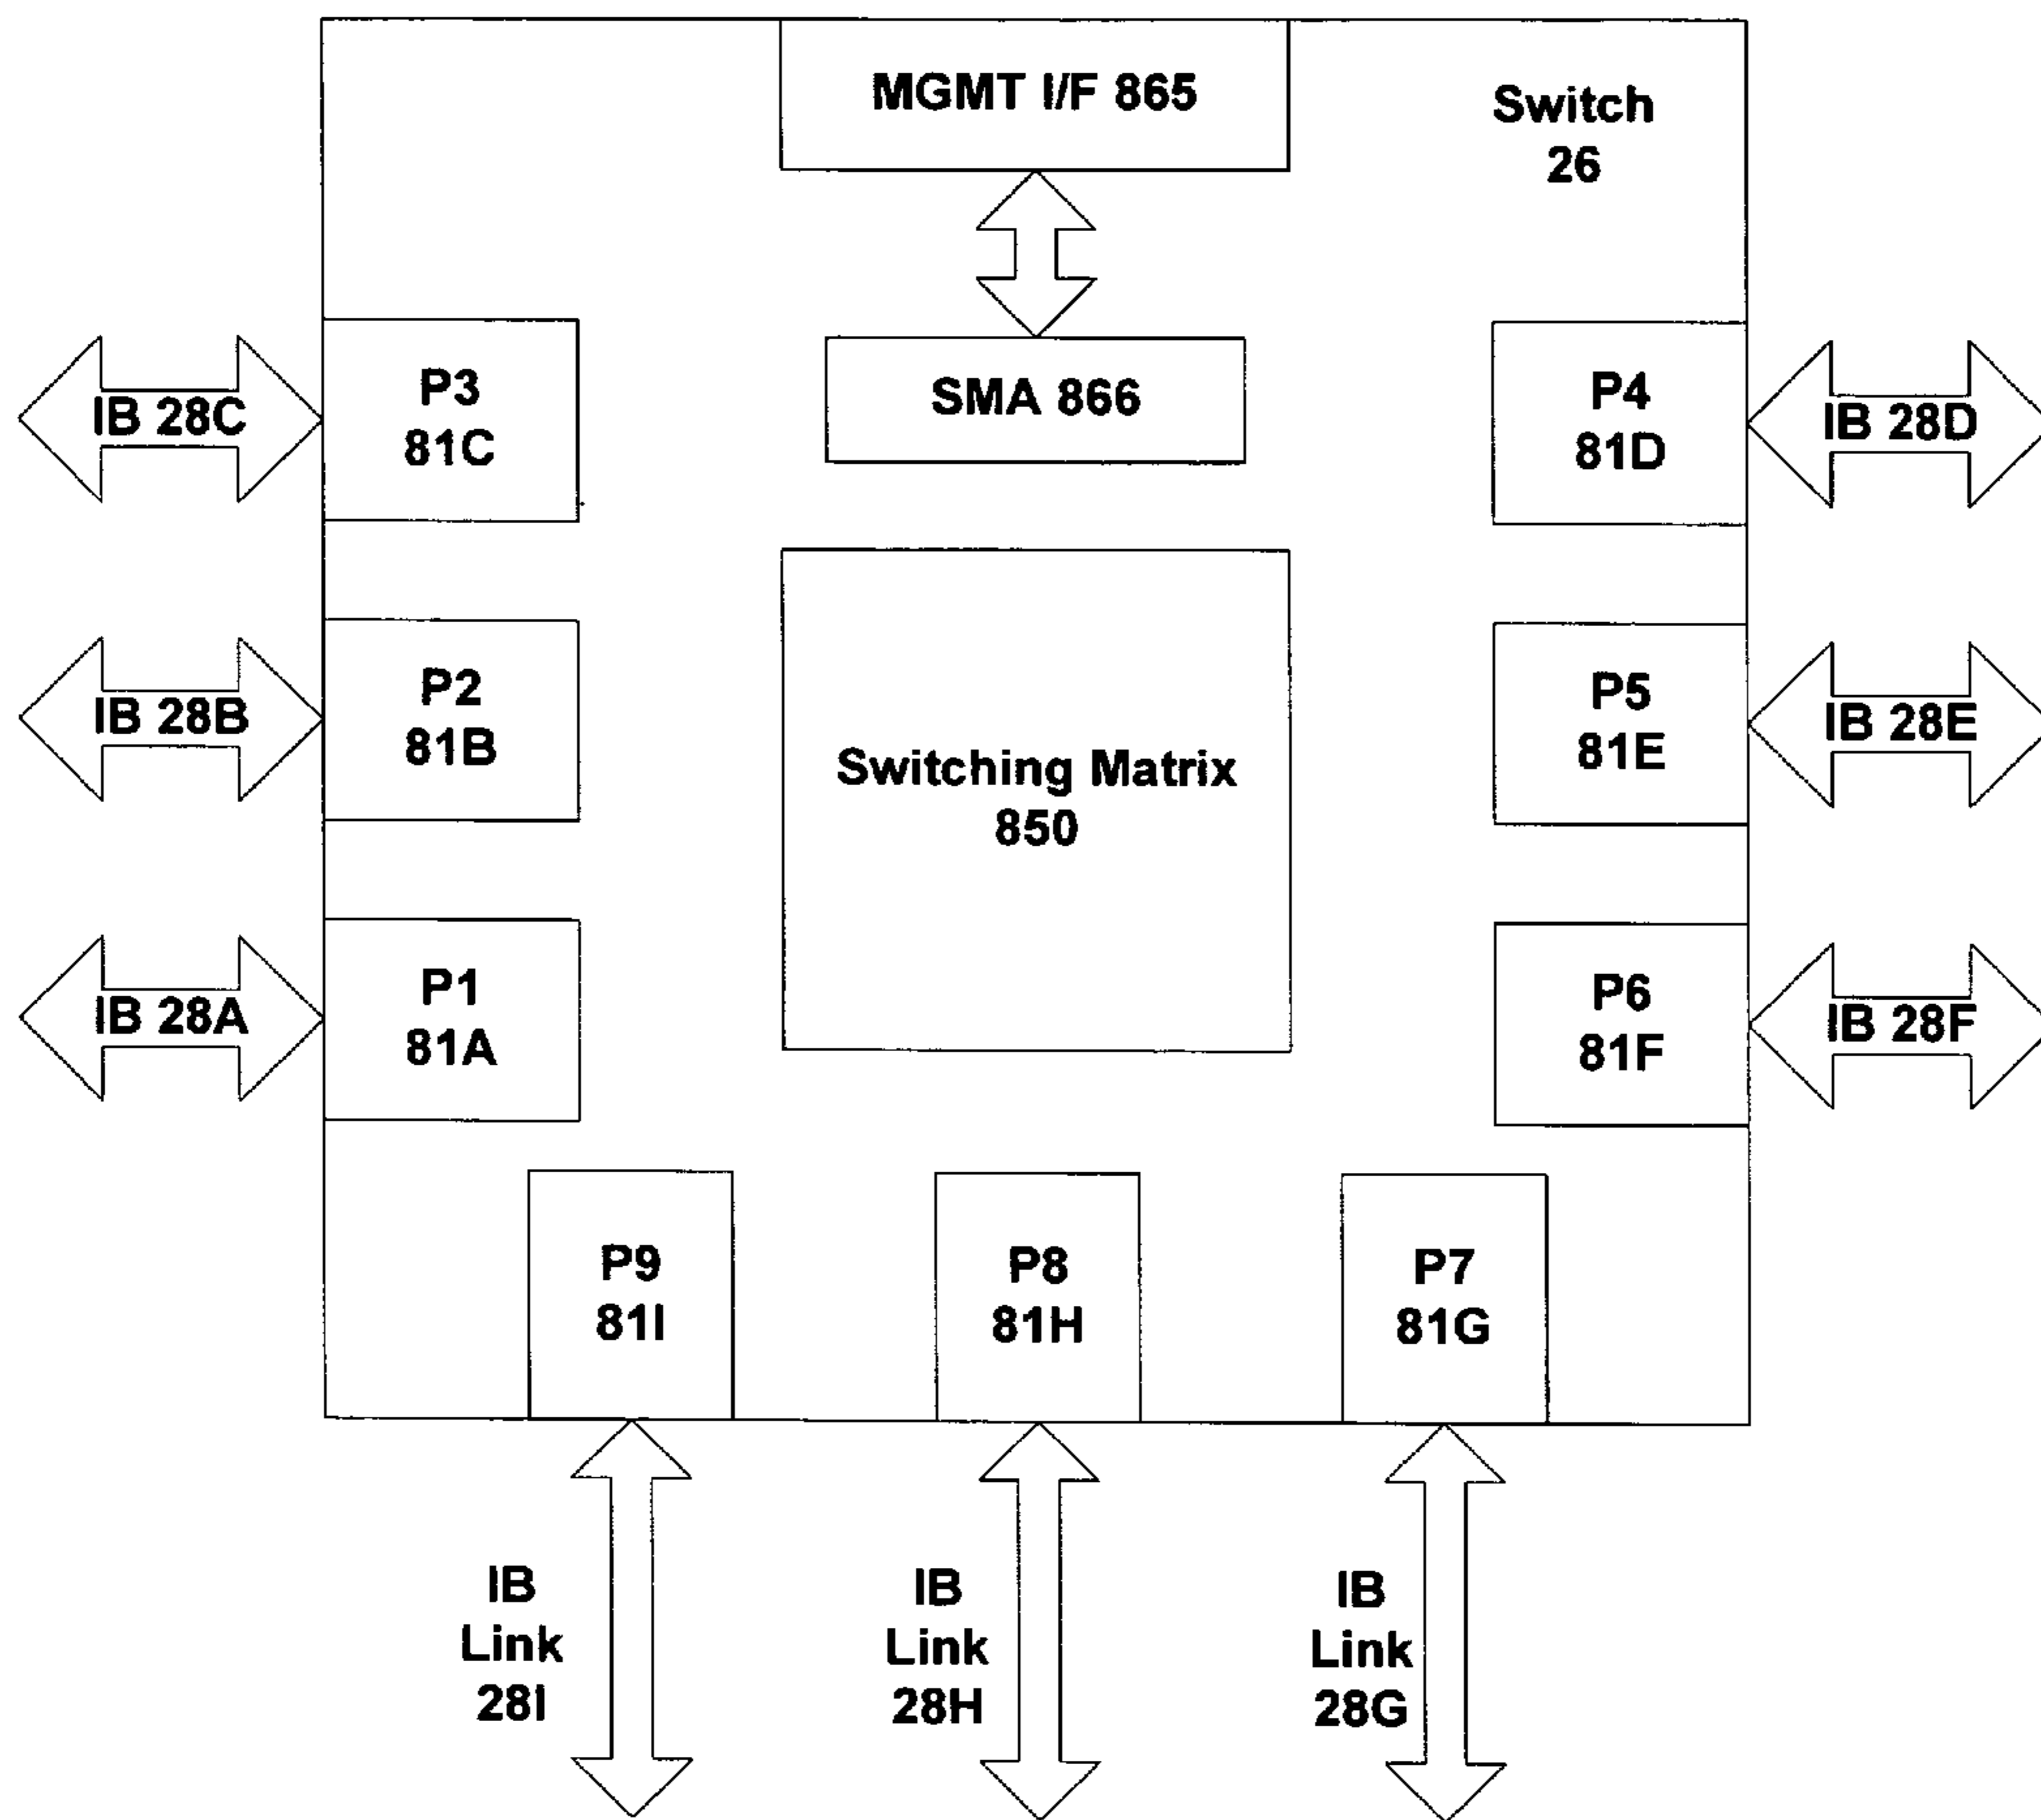 MGMT I/F 865
Switch
26
SMA 866
IB 28C
P3
81C
P4
81D
IB 28D
IB 28B
P2
81B
Switching Matrix
850
P5
81E
IB 28E
IB 28A
P1
81A
P6
81F
IB 28F
P9
81I
P8
81H
P7
81G
IB
Link
28I
IB
Link
28H
IB
Link
28G